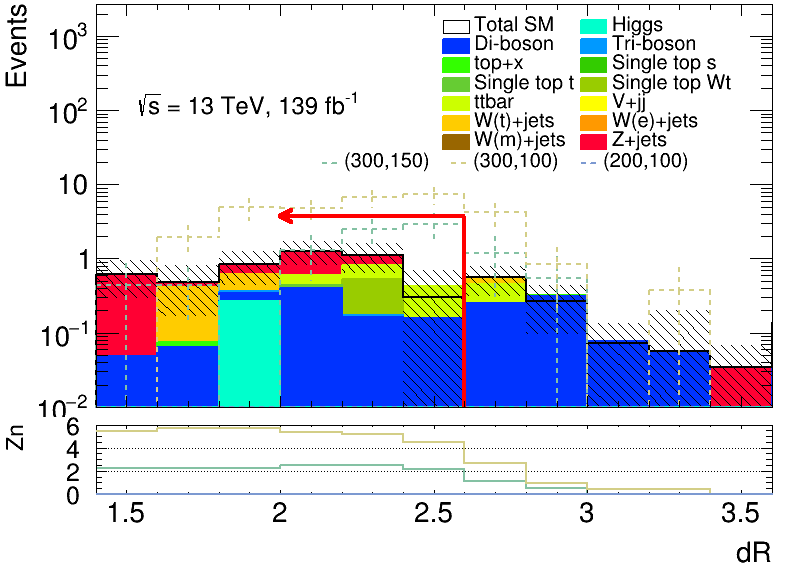 Events
10³
10²
10
1
10⁻¹
10⁻²
√s = 13 TeV, 139 fb⁻¹
Total SM Higgs
Di-boson Tri-boson
top+x Single top s
Single top t Single top Wt
ttbar V+jj
W(t)+jets W(e)+jets
W(m)+jets Z+jets
(300,150) (300,100) (200,100)
Zn
6
4
2
0
1.5 2 2.5 3 3.5
dR